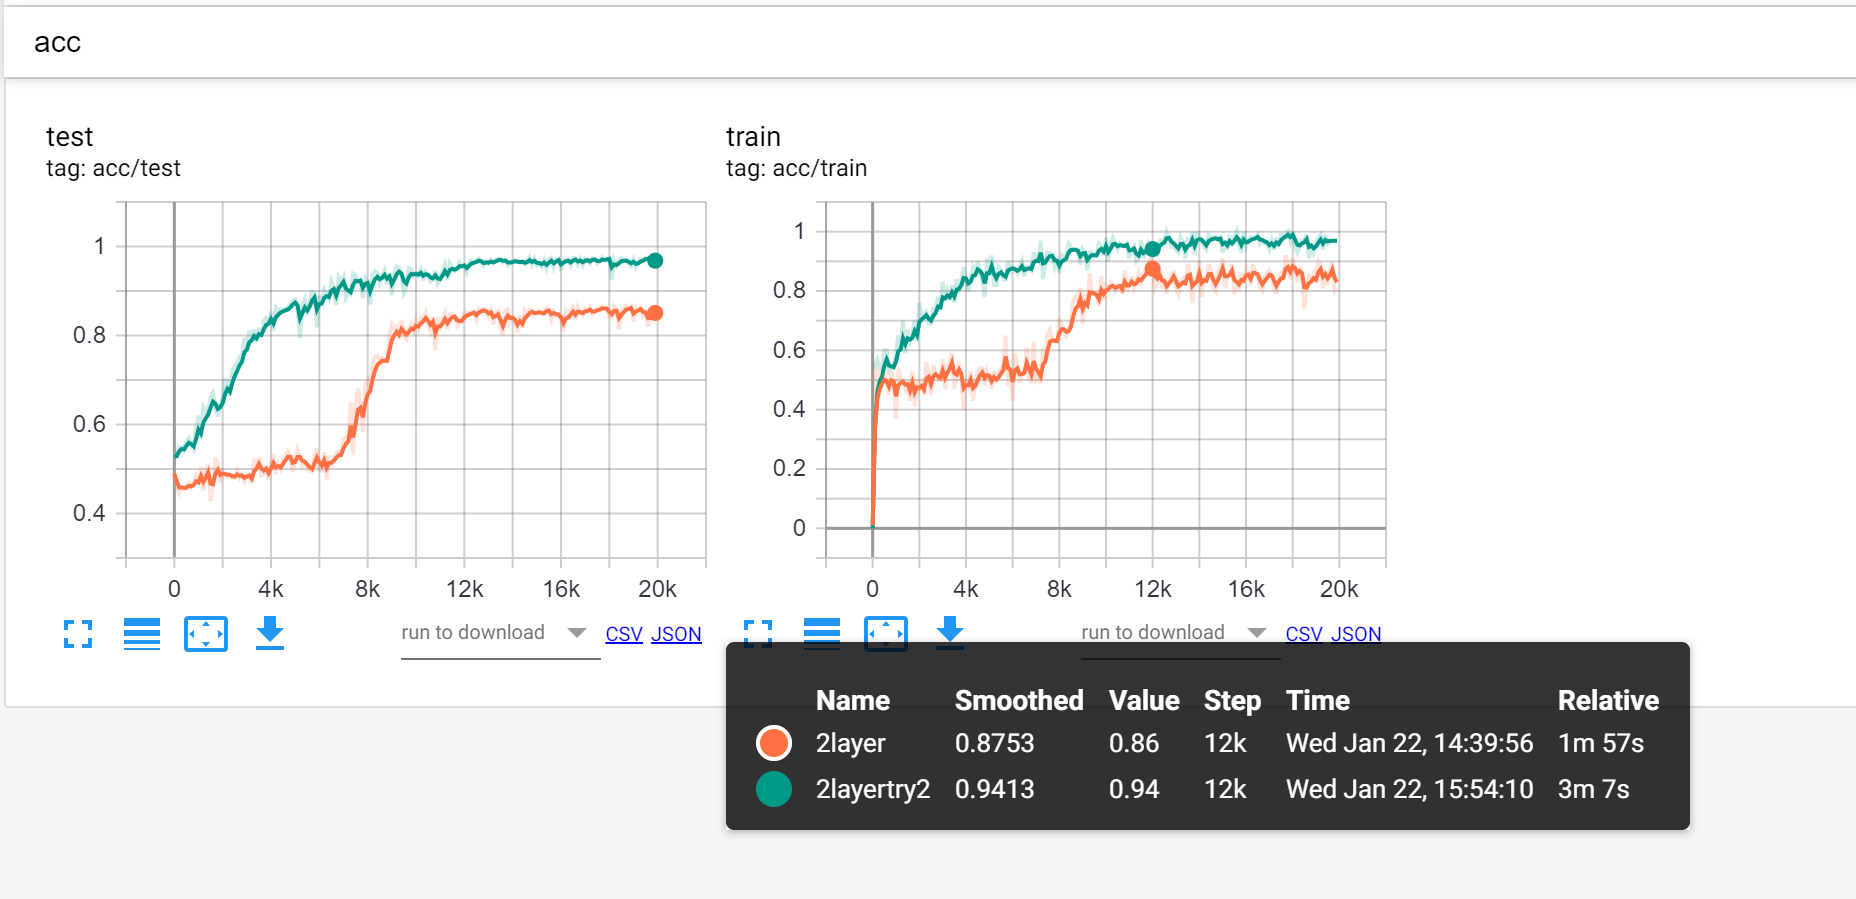 acc
test
tag: acc/test
1
0.8
0.6
0.4
0 4k 8k 12k 16k 20k
run to download CSV JSON
train
tag: acc/train
1
0.8
0.6
0.4
0.2
0
0 4k 8k 12k 16k 20k
run to download CSV JSON
Name Smoothed Value Step Time Relative
2layer 0.8753 0.86 12k Wed Jan 22, 14:39:56 1m 57s
2layertry2 0.9413 0.94 12k Wed Jan 22, 15:54:10 3m 7s